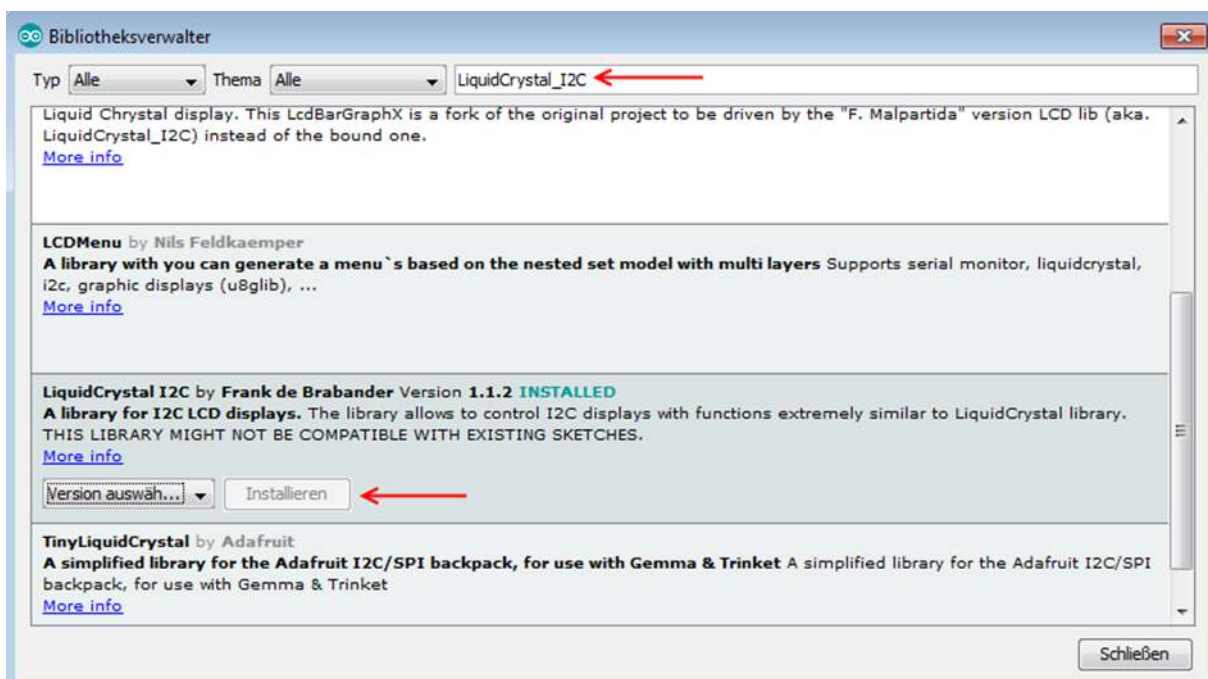 Bibliotheksverwalter
Typ Alle Thema Alle LiquidCrystal_I2C
Liquid Chrystal display. This LcdBarGraphX is a fork of the original project to be driven by the "F. Malpartida" version LCD lib (aka.
LiquidCrystal_I2C) instead of the bound one.
More info
LCDMenu by Nils Feldkaemper
A library with you can generate a menu`s based on the nested set model with multi layers Supports serial monitor, liquidcrystal,
i2c, graphic displays (u8glib), ...
More info
LiquidCrystal I2C by Frank de Brabander Version 1.1.2 INSTALLED
A library for I2C LCD displays. The library allows to control I2C displays with functions extremely similar to LiquidCrystal library.
THIS LIBRARY MIGHT NOT BE COMPATIBLE WITH EXISTING SKETCHES.
More info
Version auswäh... Installieren
TinyLiquidCrystal by Adafruit
A simplified library for the Adafruit I2C/SPI backpack, for use with Gemma & Trinket A simplified library for the Adafruit I2C/SPI
backpack, for use with Gemma & Trinket
More info
Schließen